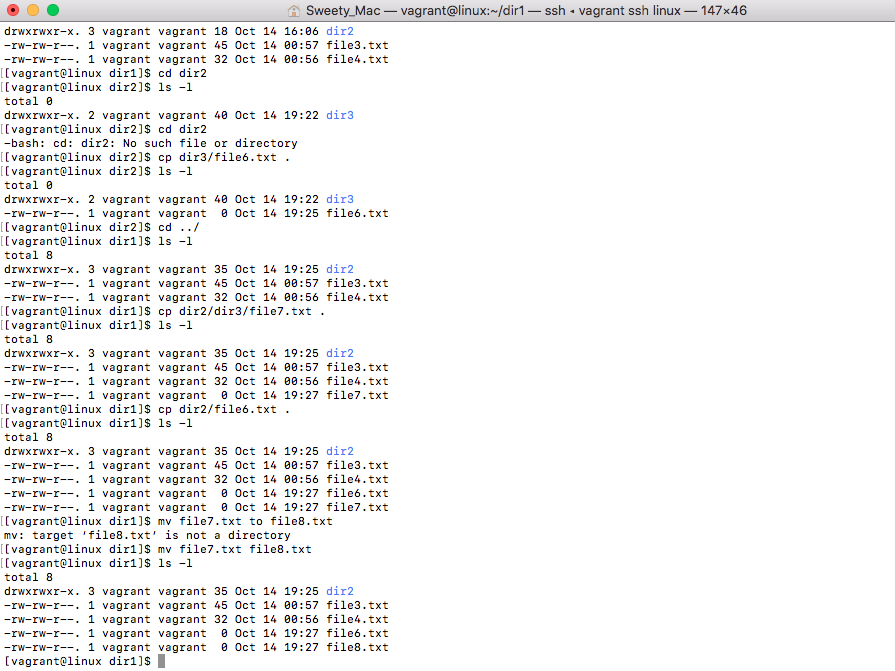 Sweety_Mac — vagrant@linux:~/dir1 — ssh ◂ vagrant ssh linux — 147×46
drwxrwxr-x. 3 vagrant vagrant 18 Oct 14 16:06 dir2
-rw-rw-r--. 1 vagrant vagrant 45 Oct 14 00:57 file3.txt
-rw-rw-r--. 1 vagrant vagrant 32 Oct 14 00:56 file4.txt
[[vagrant@linux dir1]$ cd dir2
[[vagrant@linux dir2]$ ls -l
total 0
drwxrwxr-x. 2 vagrant vagrant 40 Oct 14 19:22 dir3
[[vagrant@linux dir2]$ cd dir2
-bash: cd: dir2: No such file or directory
[[vagrant@linux dir2]$ cp dir3/file6.txt .
[[vagrant@linux dir2]$ ls -l
total 0
drwxrwxr-x. 2 vagrant vagrant 40 Oct 14 19:22 dir3
-rw-rw-r--. 1 vagrant vagrant  0 Oct 14 19:25 file6.txt
[[vagrant@linux dir2]$ cd ../
[[vagrant@linux dir1]$ ls -l
total 8
drwxrwxr-x. 3 vagrant vagrant 35 Oct 14 19:25 dir2
-rw-rw-r--. 1 vagrant vagrant 45 Oct 14 00:57 file3.txt
-rw-rw-r--. 1 vagrant vagrant 32 Oct 14 00:56 file4.txt
[[vagrant@linux dir1]$ cp dir2/dir3/file7.txt .
[[vagrant@linux dir1]$ ls -l
total 8
drwxrwxr-x. 3 vagrant vagrant 35 Oct 14 19:25 dir2
-rw-rw-r--. 1 vagrant vagrant 45 Oct 14 00:57 file3.txt
-rw-rw-r--. 1 vagrant vagrant 32 Oct 14 00:56 file4.txt
-rw-rw-r--. 1 vagrant vagrant  0 Oct 14 19:27 file7.txt
[[vagrant@linux dir1]$ cp dir2/file6.txt .
[[vagrant@linux dir1]$ ls -l
total 8
drwxrwxr-x. 3 vagrant vagrant 35 Oct 14 19:25 dir2
-rw-rw-r--. 1 vagrant vagrant 45 Oct 14 00:57 file3.txt
-rw-rw-r--. 1 vagrant vagrant 32 Oct 14 00:56 file4.txt
-rw-rw-r--. 1 vagrant vagrant  0 Oct 14 19:27 file6.txt
-rw-rw-r--. 1 vagrant vagrant  0 Oct 14 19:27 file7.txt
[[vagrant@linux dir1]$ mv file7.txt to file8.txt
mv: target ‘file8.txt’ is not a directory
[[vagrant@linux dir1]$ mv file7.txt file8.txt
[[vagrant@linux dir1]$ ls -l
total 8
drwxrwxr-x. 3 vagrant vagrant 35 Oct 14 19:25 dir2
-rw-rw-r--. 1 vagrant vagrant 45 Oct 14 00:57 file3.txt
-rw-rw-r--. 1 vagrant vagrant 32 Oct 14 00:56 file4.txt
-rw-rw-r--. 1 vagrant vagrant  0 Oct 14 19:27 file6.txt
-rw-rw-r--. 1 vagrant vagrant  0 Oct 14 19:27 file8.txt
[vagrant@linux dir1]$